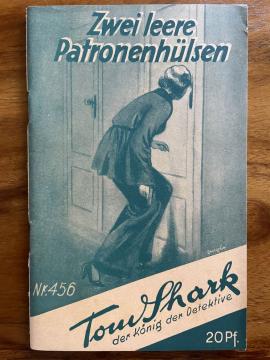 Zwei leere
Patronenhülsen
Nr. 456
Tom Shark
der König der Detektive
20 Pf.